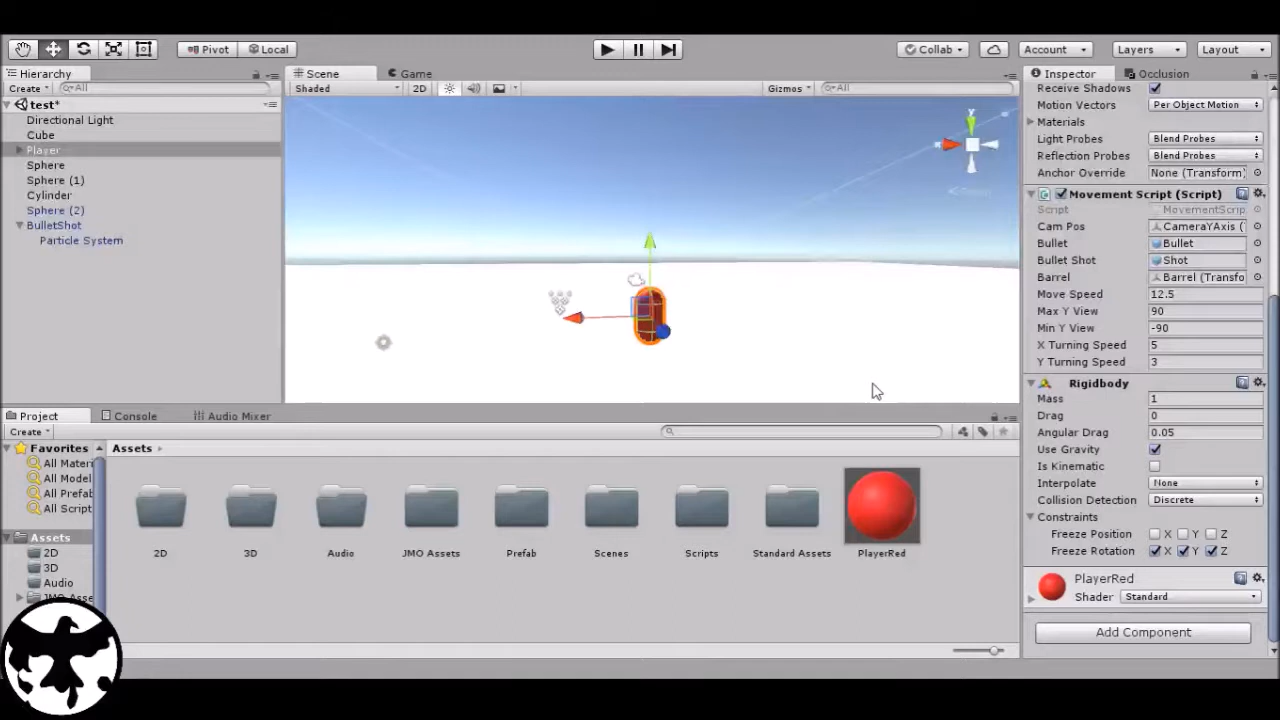 Pivot Local Collab Account Layers Layout
Hierarchy Scene Game Inspector Occlusion
Create All Shaded 2D Gizmos All
Receive Shadows
test*
Motion Vectors Per Object Motion
Directional Light
Materials
Cube
Light Probes Blend Probes
Player
Reflection Probes Blend Probes
Sphere
Anchor Override None (Transform)
Sphere (1)
Movement Script (Script)
Cylinder
Script MovementScrip
Sphere (2)
Cam Pos CameraYAxis (
BulletShot
Bullet Bullet
Particle System
Bullet Shot Shot
Barrel Barrel (Transfo
Move Speed 12.5
Max Y View 90
Min Y View -90
X Turning Speed 5
Y Turning Speed 3
Rigidbody
Mass 1
Drag 0
Angular Drag 0.05
Use Gravity
Is Kinematic
Interpolate None
Collision Detection Discrete
Constraints
Freeze Position X Y Z
Freeze Rotation X Y Z
PlayerRed
Shader Standard
Add Component
Project Console Audio Mixer
Create
Favorites Assets
All Materi
All Model
All Prefab
All Script
Assets
2D
3D
Audio
JMO Asse
2D 3D Audio JMO Assets Prefab Scenes Scripts Standard Assets PlayerRed
y